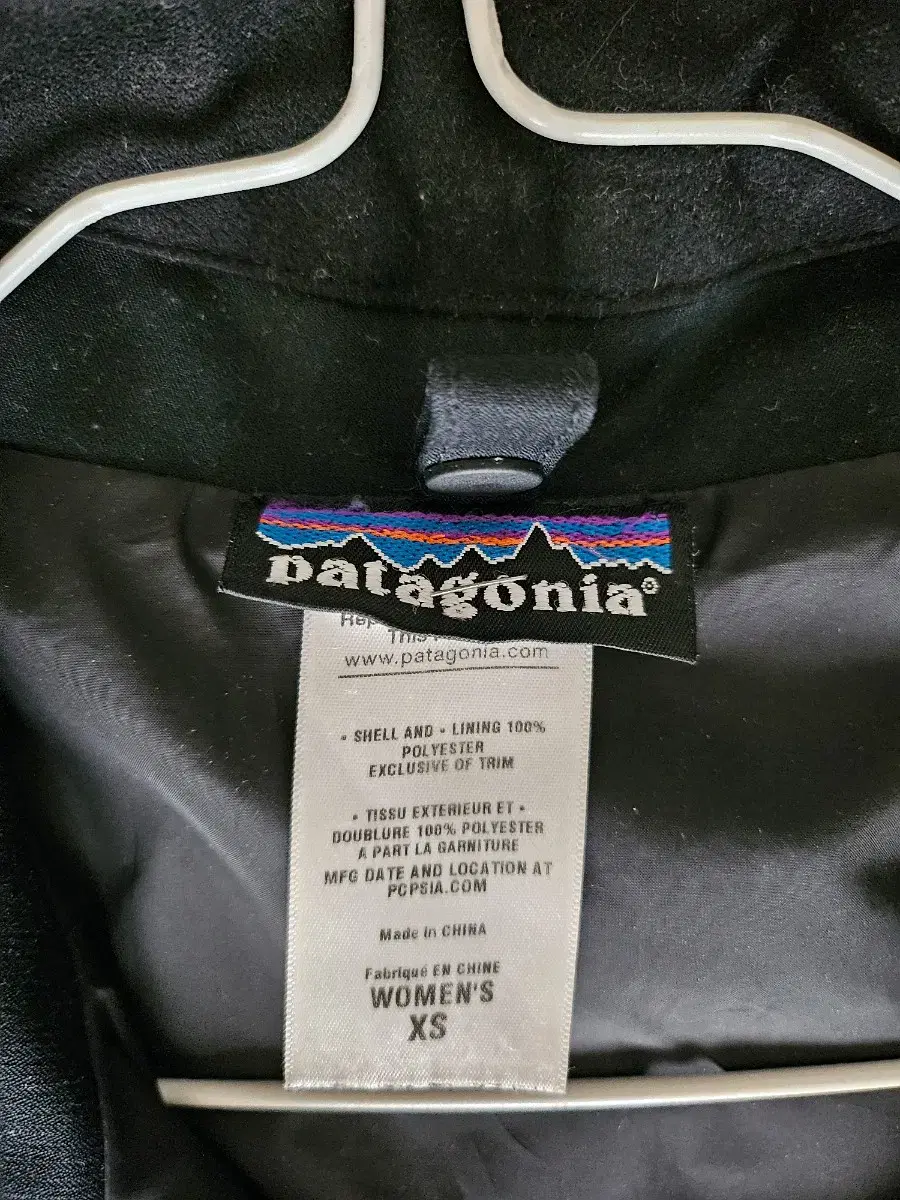 patagonia®
This
www.patagonia.com
• SHELL AND • LINING 100%
POLYESTER
EXCLUSIVE OF TRIM
• TISSU EXTERIEUR ET •
DOUBLURE 100% POLYESTER
A PART LA GARNITURE
MFG DATE AND LOCATION AT
PCPSIA.COM
Made in CHINA
Fabriqué EN CHINE
WOMEN'S
XS